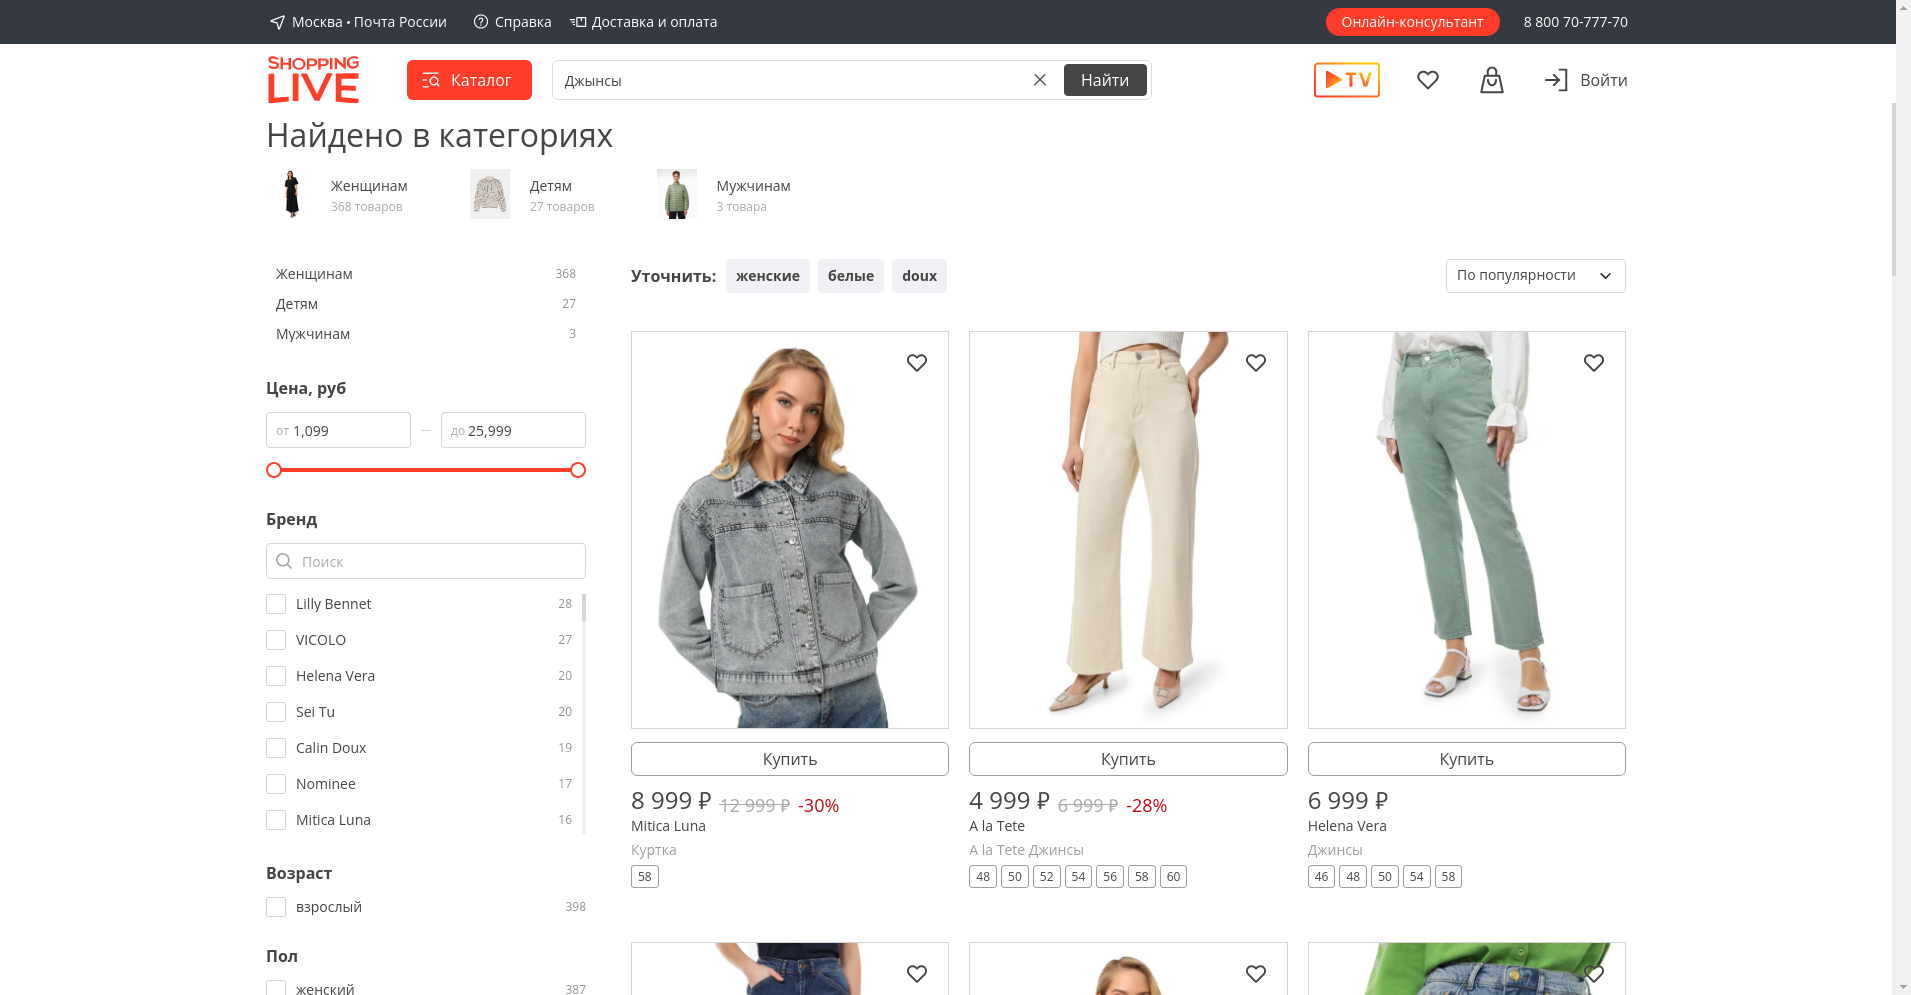 Москва • Почта России
Справка
Доставка и оплата
Онлайн-консультант
8 800 70-777-70
SHOPPING
LIVE
Каталог
Джынсы
Найти
TV
Войти
Найдено в категориях
Женщинам
368 товаров
Детям
27 товаров
Мужчинам
3 товара
Женщинам 368
Детям 27
Мужчинам 3
Цена, руб
от 1,099 — до 25,999
Бренд
Поиск
Lilly Bennet 28
VICOLO 27
Helena Vera 20
Sei Tu 20
Calin Doux 19
Nominee 17
Mitica Luna 16
Возраст
взрослый 398
Пол
женский 387
Уточнить: женские белые doux
По популярности
Купить
8 999 ₽ 12 999 ₽ -30%
Mitica Luna
Куртка
58
Купить
4 999 ₽ 6 999 ₽ -28%
A la Tete
A la Tete Джинсы
48 50 52 54 56 58 60
Купить
6 999 ₽
Helena Vera
Джинсы
46 48 50 54 58